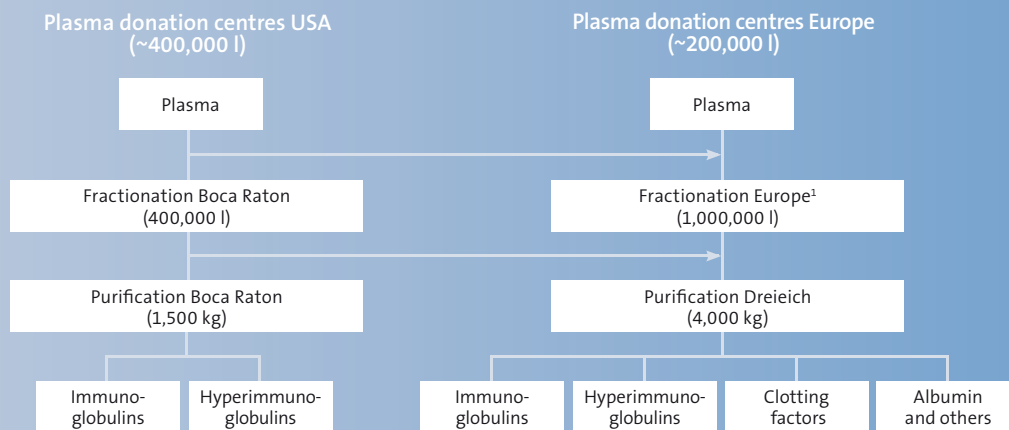 Plasma donation centres USA
(~400,000 l)
Plasma donation centres Europe
(~200,000 l)
Plasma
Plasma
Fractionation Boca Raton
(400,000 l)
Fractionation Europe¹
(1,000,000 l)
Purification Boca Raton
(1,500 kg)
Purification Dreieich
(4,000 kg)
Immuno-
globulins
Hyperimmuno-
globulins
Immuno-
globulins
Hyperimmuno-
globulins
Clotting
factors
Albumin
and others